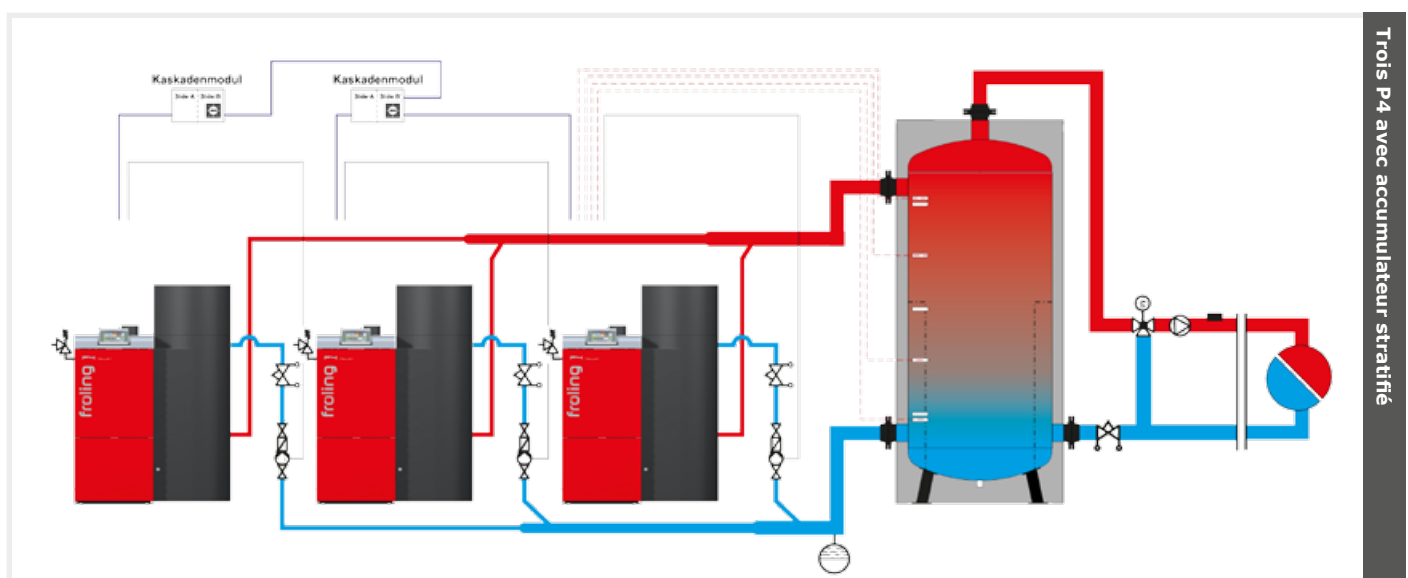 Kaskadenmodul
Side A Side B
Kaskadenmodul
Side A Side B
froling
froling
froling
Trois P4 avec accumulateur stratifié